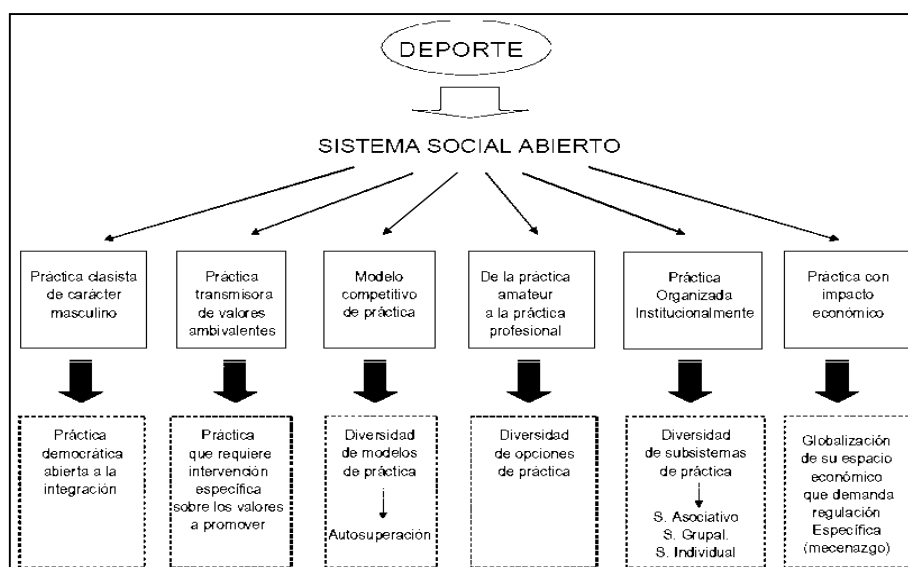 DEPORTE
SISTEMA SOCIAL ABIERTO
Práctica clasista
de carácter
masculino
Práctica
transmisora
de valores
ambivalentes
Modelo
competitivo
de práctica
De la práctica
amateur
a la práctica
profesional
Práctica
Organizada
Institucionalmente
Práctica con
impacto
económico
Práctica
democrática
abierta a la
integración
Práctica
que requiere
intervención
específica
sobre los valores
a promover
Diversidad
de modelos
de práctica
Autosuperación
Diversidad
de opciones
de práctica
Diversidad
de subsistemas
de práctica
S. Asociativo
S. Grupal.
S. Individual
Globalización
de su espacio
económico
que demanda
regulación
Específica
(mecenazgo)